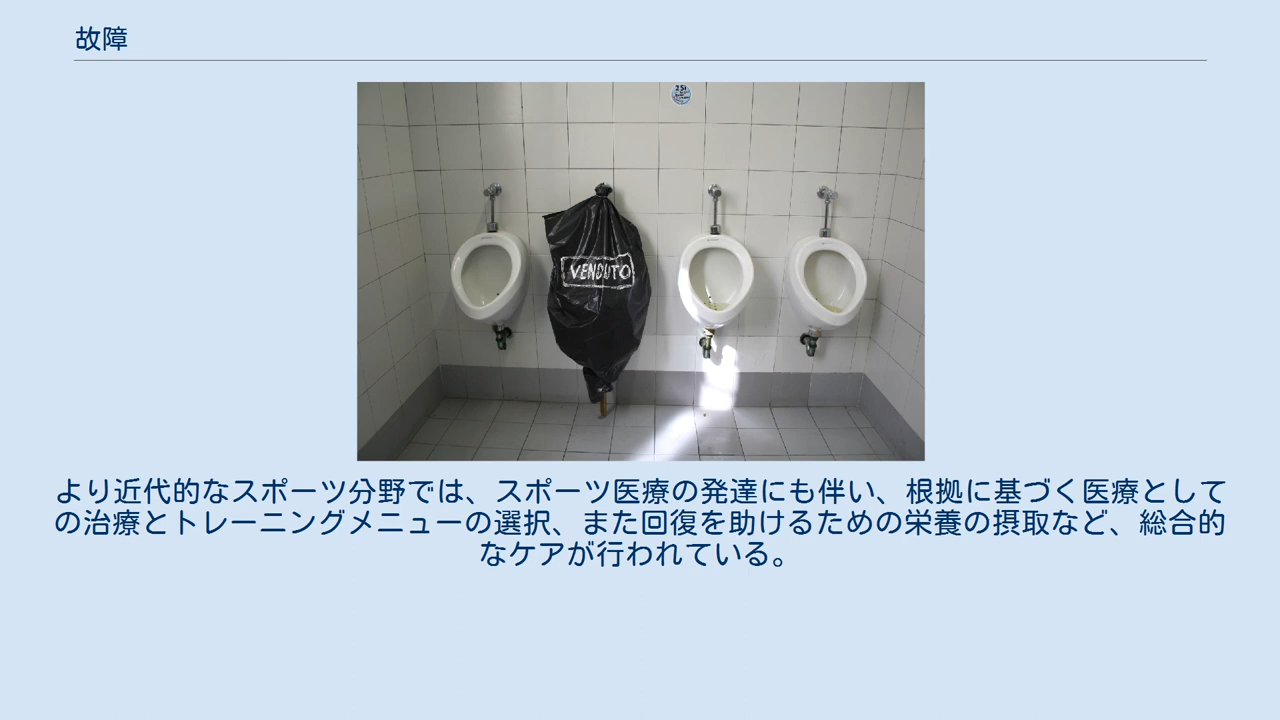 故障
VENDUTO
より近代的なスポーツ分野では、スポーツ医療の発達にも伴い、根拠に基づく医療として
の治療とトレーニングメニューの選択、また回復を助けるための栄養の摂取など、総合的
なケアが行われている。